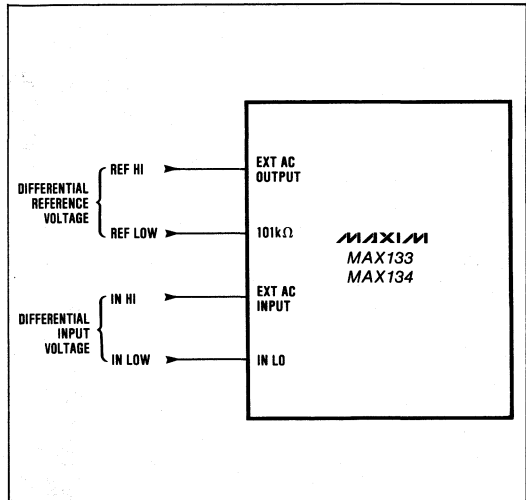 DIFFERENTIAL
REFERENCE
VOLTAGE
REF HI
REF LOW
EXT AC
OUTPUT
101kΩ
MAXIM
MAX133
MAX134
DIFFERENTIAL
INPUT
VOLTAGE
IN HI
IN LOW
EXT AC
INPUT
IN LO